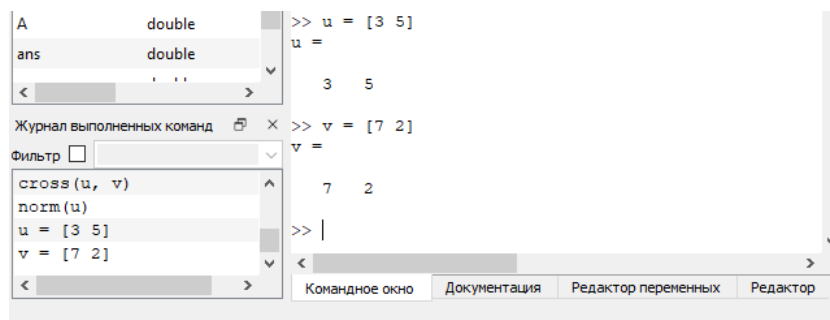 A double
ans double
Журнал выполненных команд
Фильтр
cross(u, v)
norm(u)
u = [3 5]
v = [7 2]
>> u = [3 5]
u =
3 5
>> v = [7 2]
v =
7 2
>>
Командное окно Документация Редактор переменных Редактор